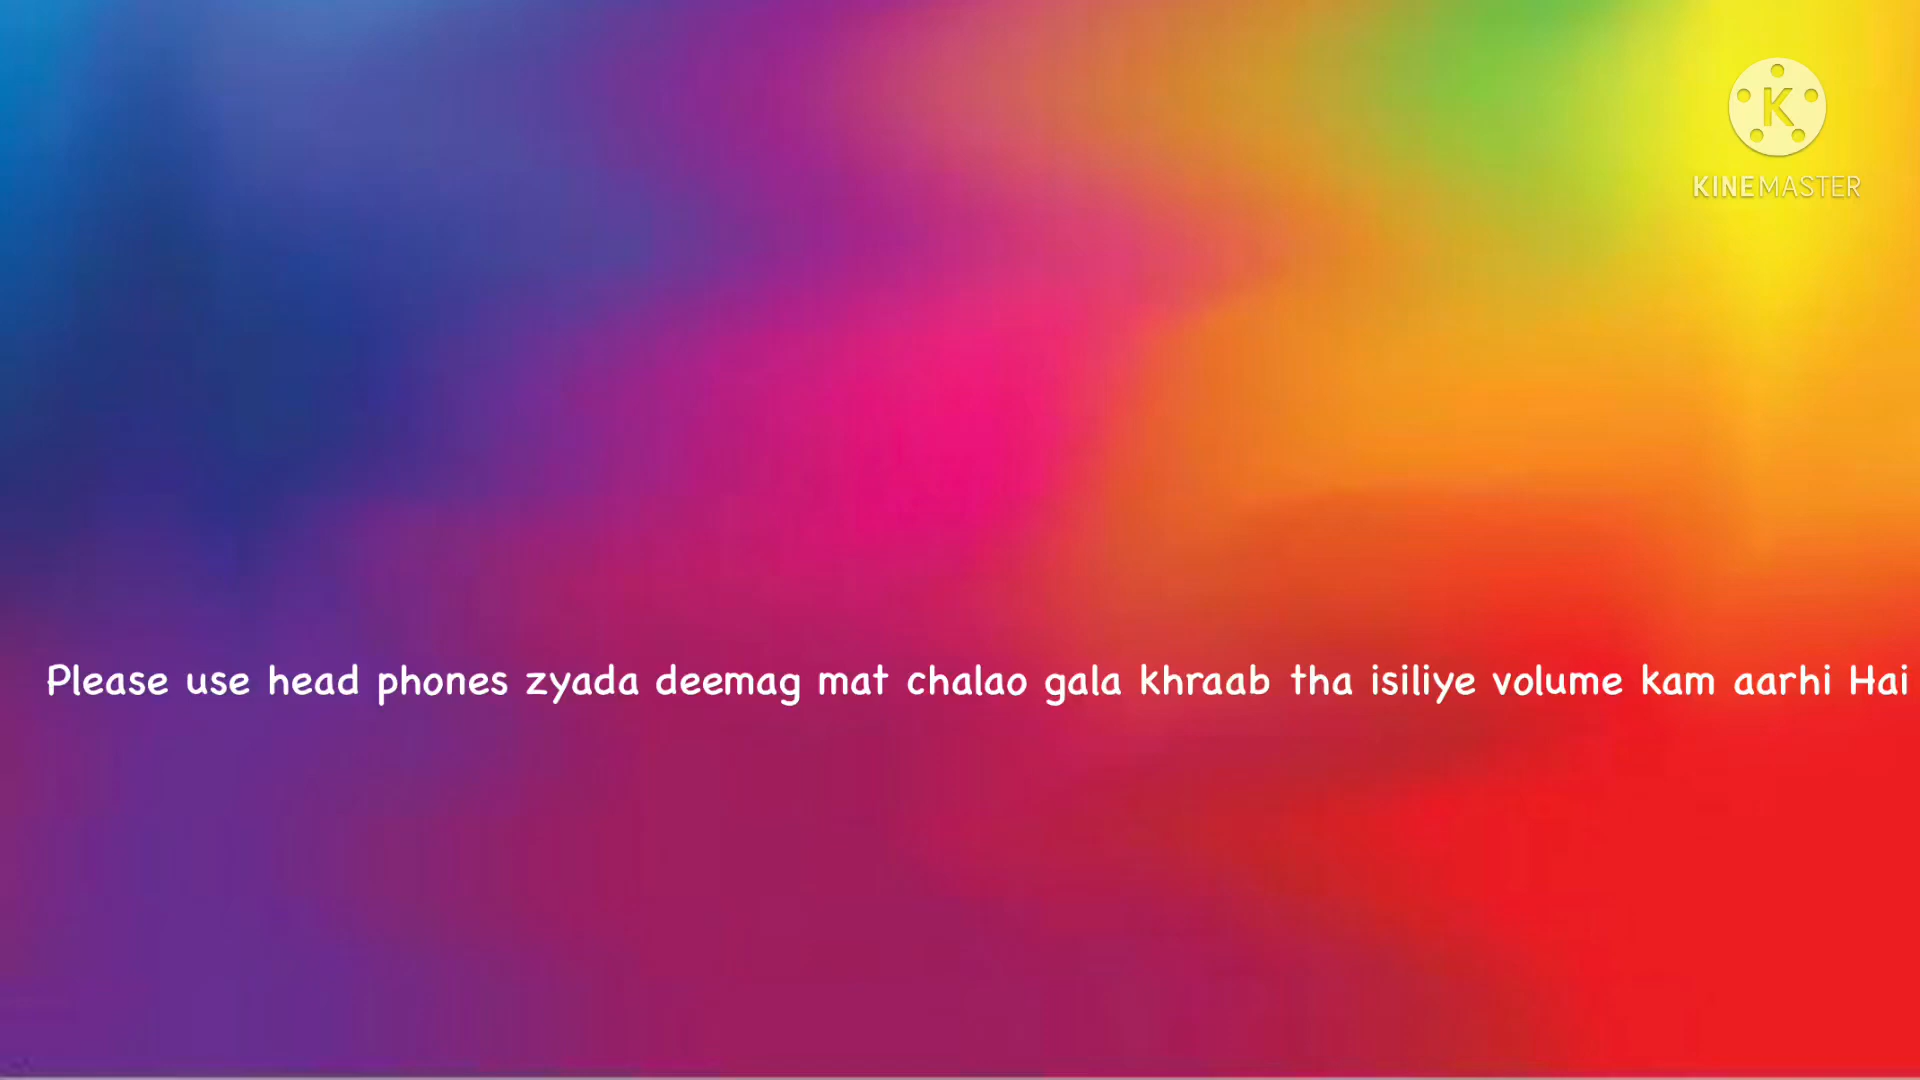 K
KINEMASTER
Please use head phones zyada deemag mat chalao gala khraab tha isiliye volume kam aarhi Hai